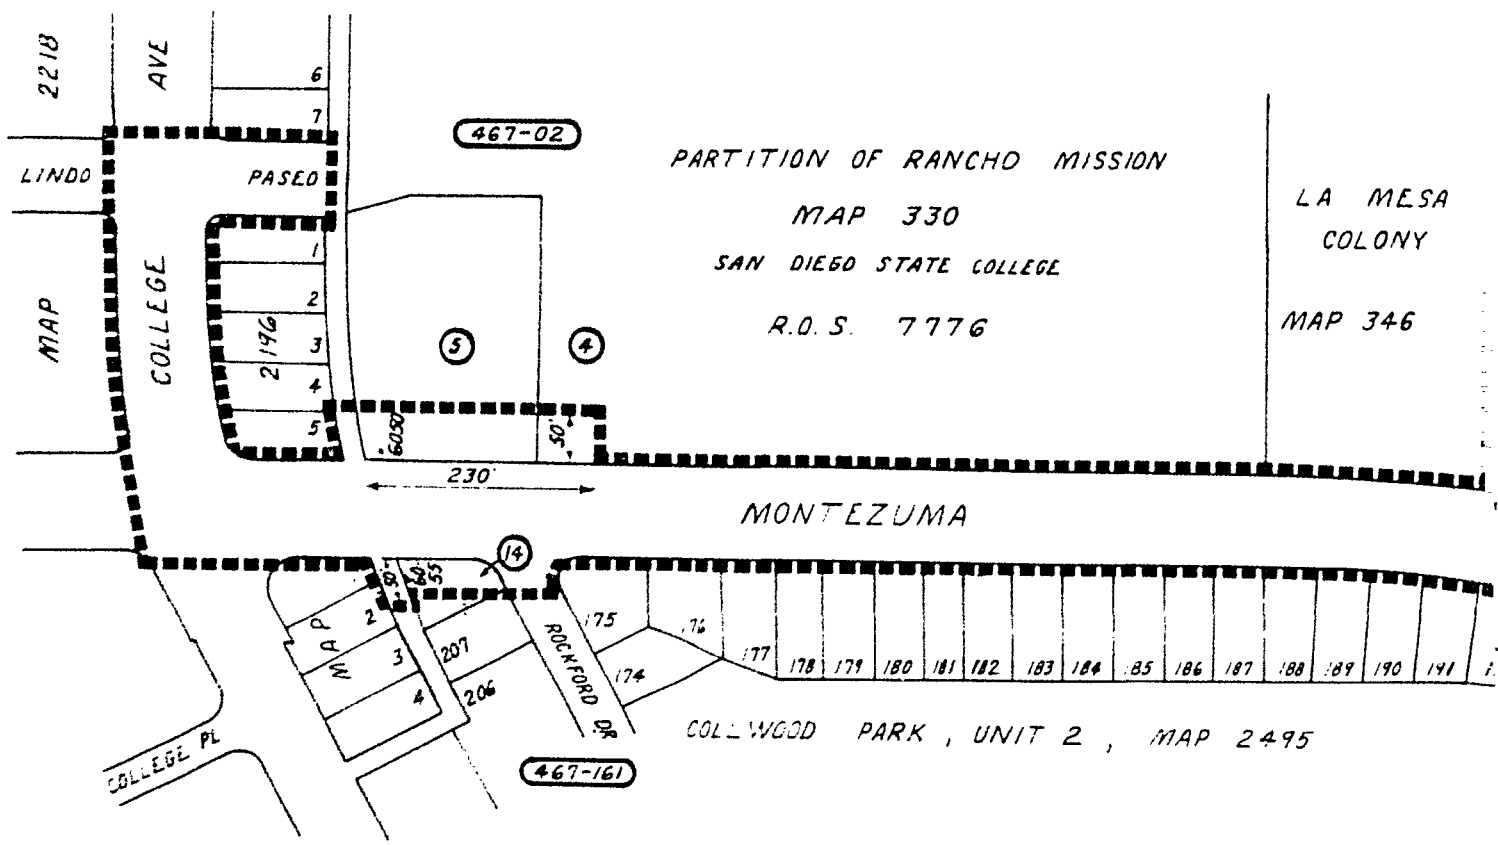 2218
AVE
6
7
467-02
LINDO
PASEO
PARTITION OF RANCHO MISSION
MAP 330
SAN DIEGO STATE COLLEGE
R.O.S. 7776
LA MESA
COLONY
MAP 346
MAP
COLLEGE
1
2
3
4
5
2196
5
4
6050
50'
230'
MONTEZUMA
14
50'
60
55
MAP
2
3
4
207
206
ROCKFORD DR
175
174
176
177
178
179
180
181
182
183
184
185
186
187
188
189
190
191
COLLWOOD PARK, UNIT 2, MAP 2495
COLLEGE PL
467-161